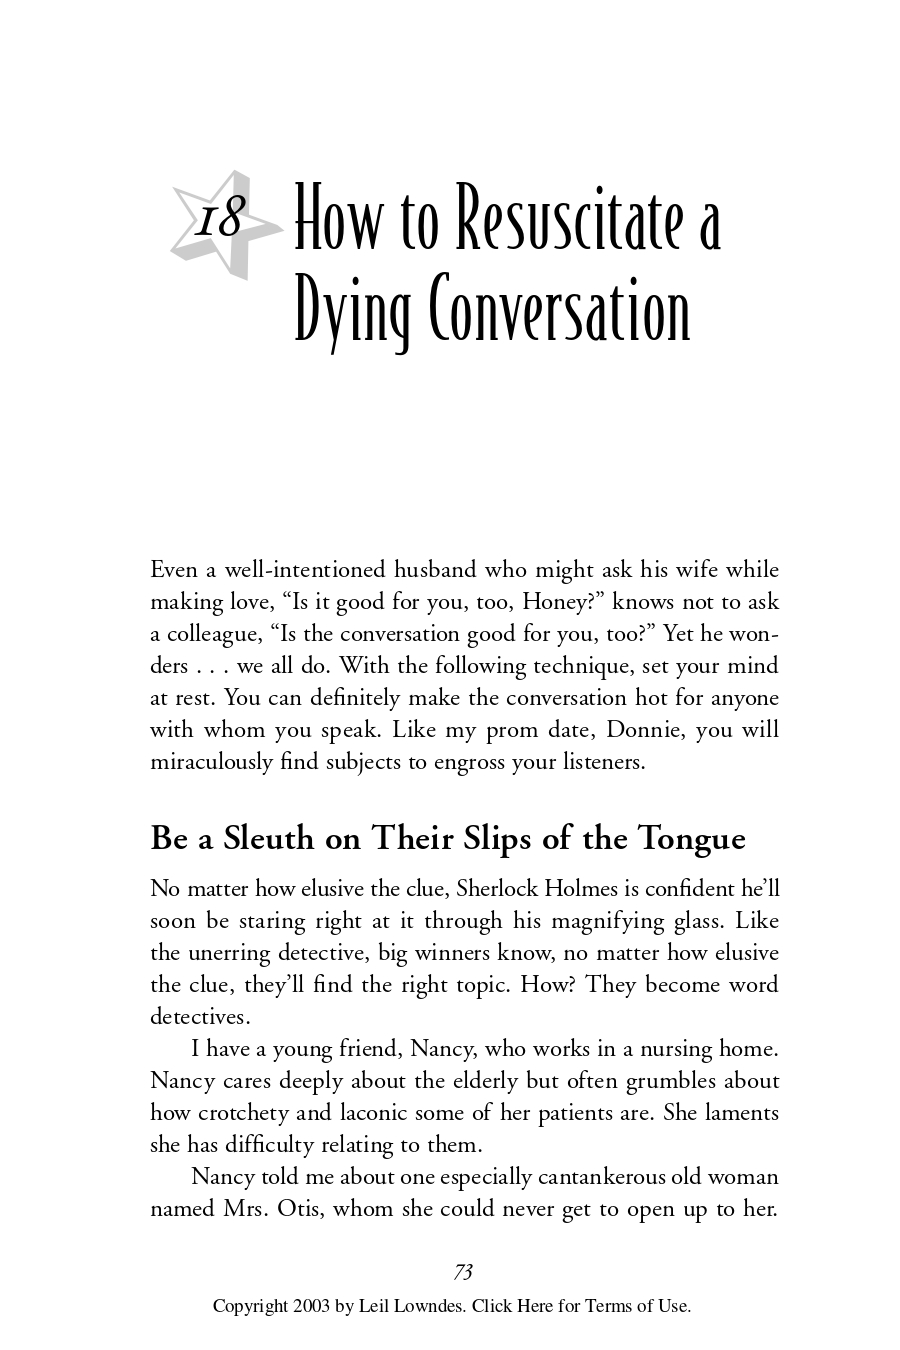 18
How to Resuscitate a
Dying Conversation
Even a well-intentioned husband who might ask his wife while
making love, “Is it good for you, too, Honey?” knows not to ask
a colleague, “Is the conversation good for you, too?” Yet he won-
ders . . . we all do. With the following technique, set your mind
at rest. You can definitely make the conversation hot for anyone
with whom you speak. Like my prom date, Donnie, you will
miraculously find subjects to engross your listeners.
Be a Sleuth on Their Slips of the Tongue
No matter how elusive the clue, Sherlock Holmes is confident he’ll
soon be staring right at it through his magnifying glass. Like
the unerring detective, big winners know, no matter how elusive
the clue, they’ll find the right topic. How? They become word
detectives.
I have a young friend, Nancy, who works in a nursing home.
Nancy cares deeply about the elderly but often grumbles about
how crotchety and laconic some of her patients are. She laments
she has difficulty relating to them.
Nancy told me about one especially cantankerous old woman
named Mrs. Otis, whom she could never get to open up to her.
73
Copyright 2003 by Leil Lowndes. Click Here for Terms of Use.